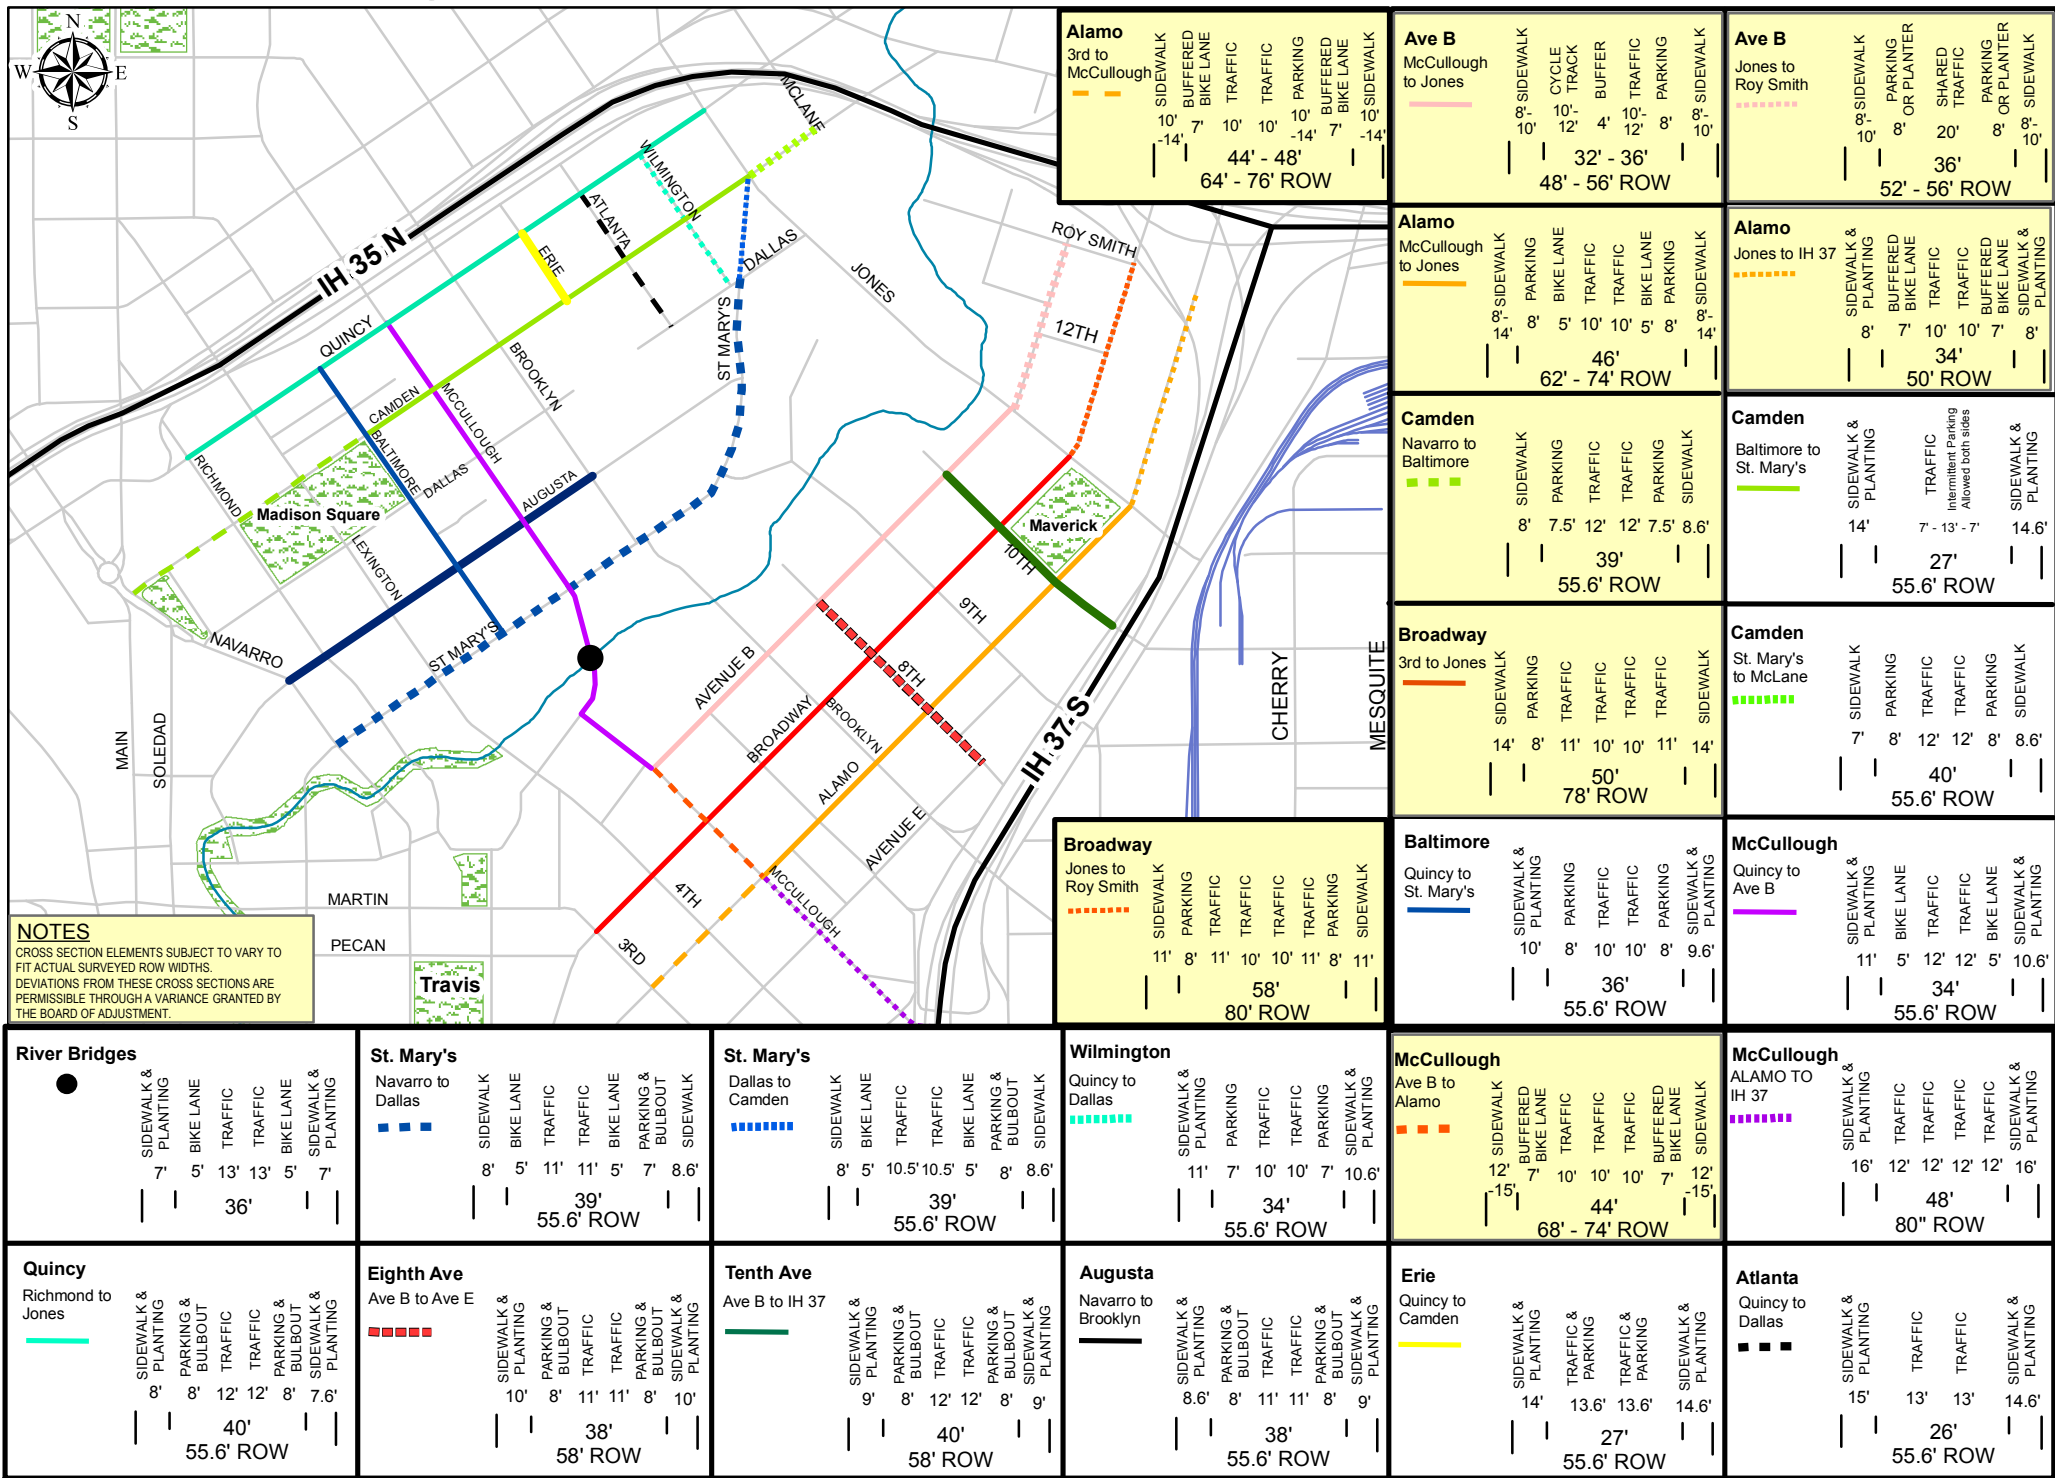 N
W
E
S
IH 35 N
MCLANE
WILMINGTON
ATLANTA
ERIE
DALLAS
JONES
ROY SMITH
12TH
QUINCY
BROOKLYN
ST MARY'S
CAMDEN
MCCULLOUGH
BALTIMORE
DALLAS
RICHMOND
Madison Square
LEXINGTON
AUGUSTA
Maverick
10TH
9TH
8TH
NAVARRO
ST MARY'S
AVENUE B
BROADWAY
BROOKLYN
ALAMO
AVENUE E
IH 37 S
CHERRY
MESQUITE
MAIN
SOLEDAD
MARTIN
PECAN
Travis
4TH
3RD
MCCULLOUGH
NOTES
CROSS SECTION ELEMENTS SUBJECT TO VARY TO
FIT ACTUAL SURVEYED ROW WIDTHS.
DEVIATIONS FROM THESE CROSS SECTIONS ARE
PERMISSIBLE THROUGH A VARIANCE GRANTED BY
THE BOARD OF ADJUSTMENT.
Alamo
3rd to
McCullough
SIDEWALK
BUFFERED
BIKE LANE
TRAFFIC
TRAFFIC
PARKING
BUFFERED
BIKE LANE
SIDEWALK
10'
-14' 7' 10' 10' 10'
-14' 7' 10'
-14'
44' - 48'
64' - 76' ROW
Ave B
McCullough
to Jones
SIDEWALK
CYCLE
TRACK
BUFFER
TRAFFIC
PARKING
SIDEWALK
8'-
10' 10'-
12' 4' 10'-
12' 8' 8'-
10'
32' - 36'
48' - 56' ROW
Ave B
Jones to
Roy Smith
SIDEWALK
PARKING
OR PLANTER
SHARED
TRAFFIC
PARKING
OR PLANTER
SIDEWALK
8'-
10' 8' 20' 8' 8'-
10'
36'
52' - 56' ROW
Alamo
McCullough
to Jones
SIDEWALK
PARKING
BIKE LANE
TRAFFIC
TRAFFIC
BIKE LANE
PARKING
SIDEWALK
8'-
14' 8' 5' 10' 10' 5' 8' 8'-
14'
46'
62' - 74' ROW
Alamo
Jones to IH 37
SIDEWALK &
PLANTING
BUFFERED
BIKE LANE
TRAFFIC
TRAFFIC
BUFFERED
BIKE LANE
SIDEWALK &
PLANTING
8' 7' 10' 10' 7' 8'
34'
50' ROW
Camden
Navarro to
Baltimore
SIDEWALK
PARKING
TRAFFIC
TRAFFIC
PARKING
SIDEWALK
8' 7.5' 12' 12' 7.5' 8.6'
39'
55.6' ROW
Camden
Baltimore to
St. Mary's
SIDEWALK &
PLANTING
TRAFFIC
Intermittent Parking
Allowed both sides
SIDEWALK &
PLANTING
14' 7' - 13' - 7' 14.6'
27'
55.6' ROW
Broadway
3rd to Jones
SIDEWALK
PARKING
TRAFFIC
TRAFFIC
TRAFFIC
TRAFFIC
SIDEWALK
14' 8' 11' 10' 10' 11' 14'
50'
78' ROW
Camden
St. Mary's
to McLane
SIDEWALK
PARKING
TRAFFIC
TRAFFIC
PARKING
SIDEWALK
7' 8' 12' 12' 8' 8.6'
40'
55.6' ROW
Broadway
Jones to
Roy Smith
SIDEWALK
PARKING
TRAFFIC
TRAFFIC
TRAFFIC
TRAFFIC
PARKING
SIDEWALK
11' 8' 11' 10' 10' 11' 8' 11'
58'
80' ROW
Baltimore
Quincy to
St. Mary's
SIDEWALK &
PLANTING
PARKING
TRAFFIC
TRAFFIC
PARKING
SIDEWALK &
PLANTING
10' 8' 10' 10' 8' 9.6'
36'
55.6' ROW
McCullough
Quincy to
Ave B
SIDEWALK &
PLANTING
BIKE LANE
TRAFFIC
TRAFFIC
BIKE LANE
SIDEWALK &
PLANTING
11' 5' 12' 12' 5' 10.6'
34'
55.6' ROW
River Bridges
SIDEWALK &
PLANTING
BIKE LANE
TRAFFIC
TRAFFIC
BIKE LANE
SIDEWALK &
PLANTING
7' 5' 13' 13' 5' 7'
36'
St. Mary's
Navarro to
Dallas
SIDEWALK
BIKE LANE
TRAFFIC
TRAFFIC
BIKE LANE
PARKING &
BULBOUT
SIDEWALK
8' 5' 11' 11' 5' 7' 8.6'
39'
55.6' ROW
St. Mary's
Dallas to
Camden
SIDEWALK
BIKE LANE
TRAFFIC
TRAFFIC
BIKE LANE
PARKING &
BULBOUT
SIDEWALK
8' 5' 10.5' 10.5' 5' 8' 8.6'
39'
55.6' ROW
Wilmington
Quincy to
Dallas
SIDEWALK &
PLANTING
PARKING
TRAFFIC
TRAFFIC
PARKING
SIDEWALK &
PLANTING
11' 7' 10' 10' 7' 10.6'
34'
55.6' ROW
McCullough
Ave B to
Alamo
SIDEWALK
BUFFERED
BIKE LANE
TRAFFIC
TRAFFIC
TRAFFIC
BUFFERED
BIKE LANE
SIDEWALK
12'
-15' 7' 10' 10' 10' 7' 12'
-15'
44'
68' - 74' ROW
McCullough
ALAMO TO
IH 37
SIDEWALK &
PLANTING
TRAFFIC
TRAFFIC
TRAFFIC
TRAFFIC
SIDEWALK &
PLANTING
16' 12' 12' 12' 12' 16'
48'
80" ROW
Quincy
Richmond to
Jones
SIDEWALK &
PLANTING
PARKING &
BULBOUT
TRAFFIC
TRAFFIC
PARKING &
BULBOUT
SIDEWALK &
PLANTING
8' 8' 12' 12' 8' 7.6'
40'
55.6' ROW
Eighth Ave
Ave B to Ave E
SIDEWALK &
PLANTING
PARKING &
BULBOUT
TRAFFIC
TRAFFIC
PARKING &
BULBOUT
SIDEWALK &
PLANTING
10' 8' 11' 11' 8' 10'
38'
58' ROW
Tenth Ave
Ave B to IH 37
SIDEWALK &
PLANTING
PARKING &
BULBOUT
TRAFFIC
TRAFFIC
PARKING &
BULBOUT
SIDEWALK &
PLANTING
9' 8' 12' 12' 8' 9'
40'
58' ROW
Augusta
Navarro to
Brooklyn
SIDEWALK &
PLANTING
PARKING &
BULBOUT
TRAFFIC
TRAFFIC
PARKING &
BULBOUT
SIDEWALK &
PLANTING
8.6' 8' 11' 11' 8' 9'
38'
55.6' ROW
Erie
Quincy to
Camden
SIDEWALK &
PLANTING
TRAFFIC &
PARKING
TRAFFIC &
PARKING
SIDEWALK &
PLANTING
14' 13.6' 13.6' 14.6'
27'
55.6' ROW
Atlanta
Quincy to
Dallas
SIDEWALK &
PLANTING
TRAFFIC
TRAFFIC
SIDEWALK &
PLANTING
15' 13' 13' 14.6'
26'
55.6' ROW